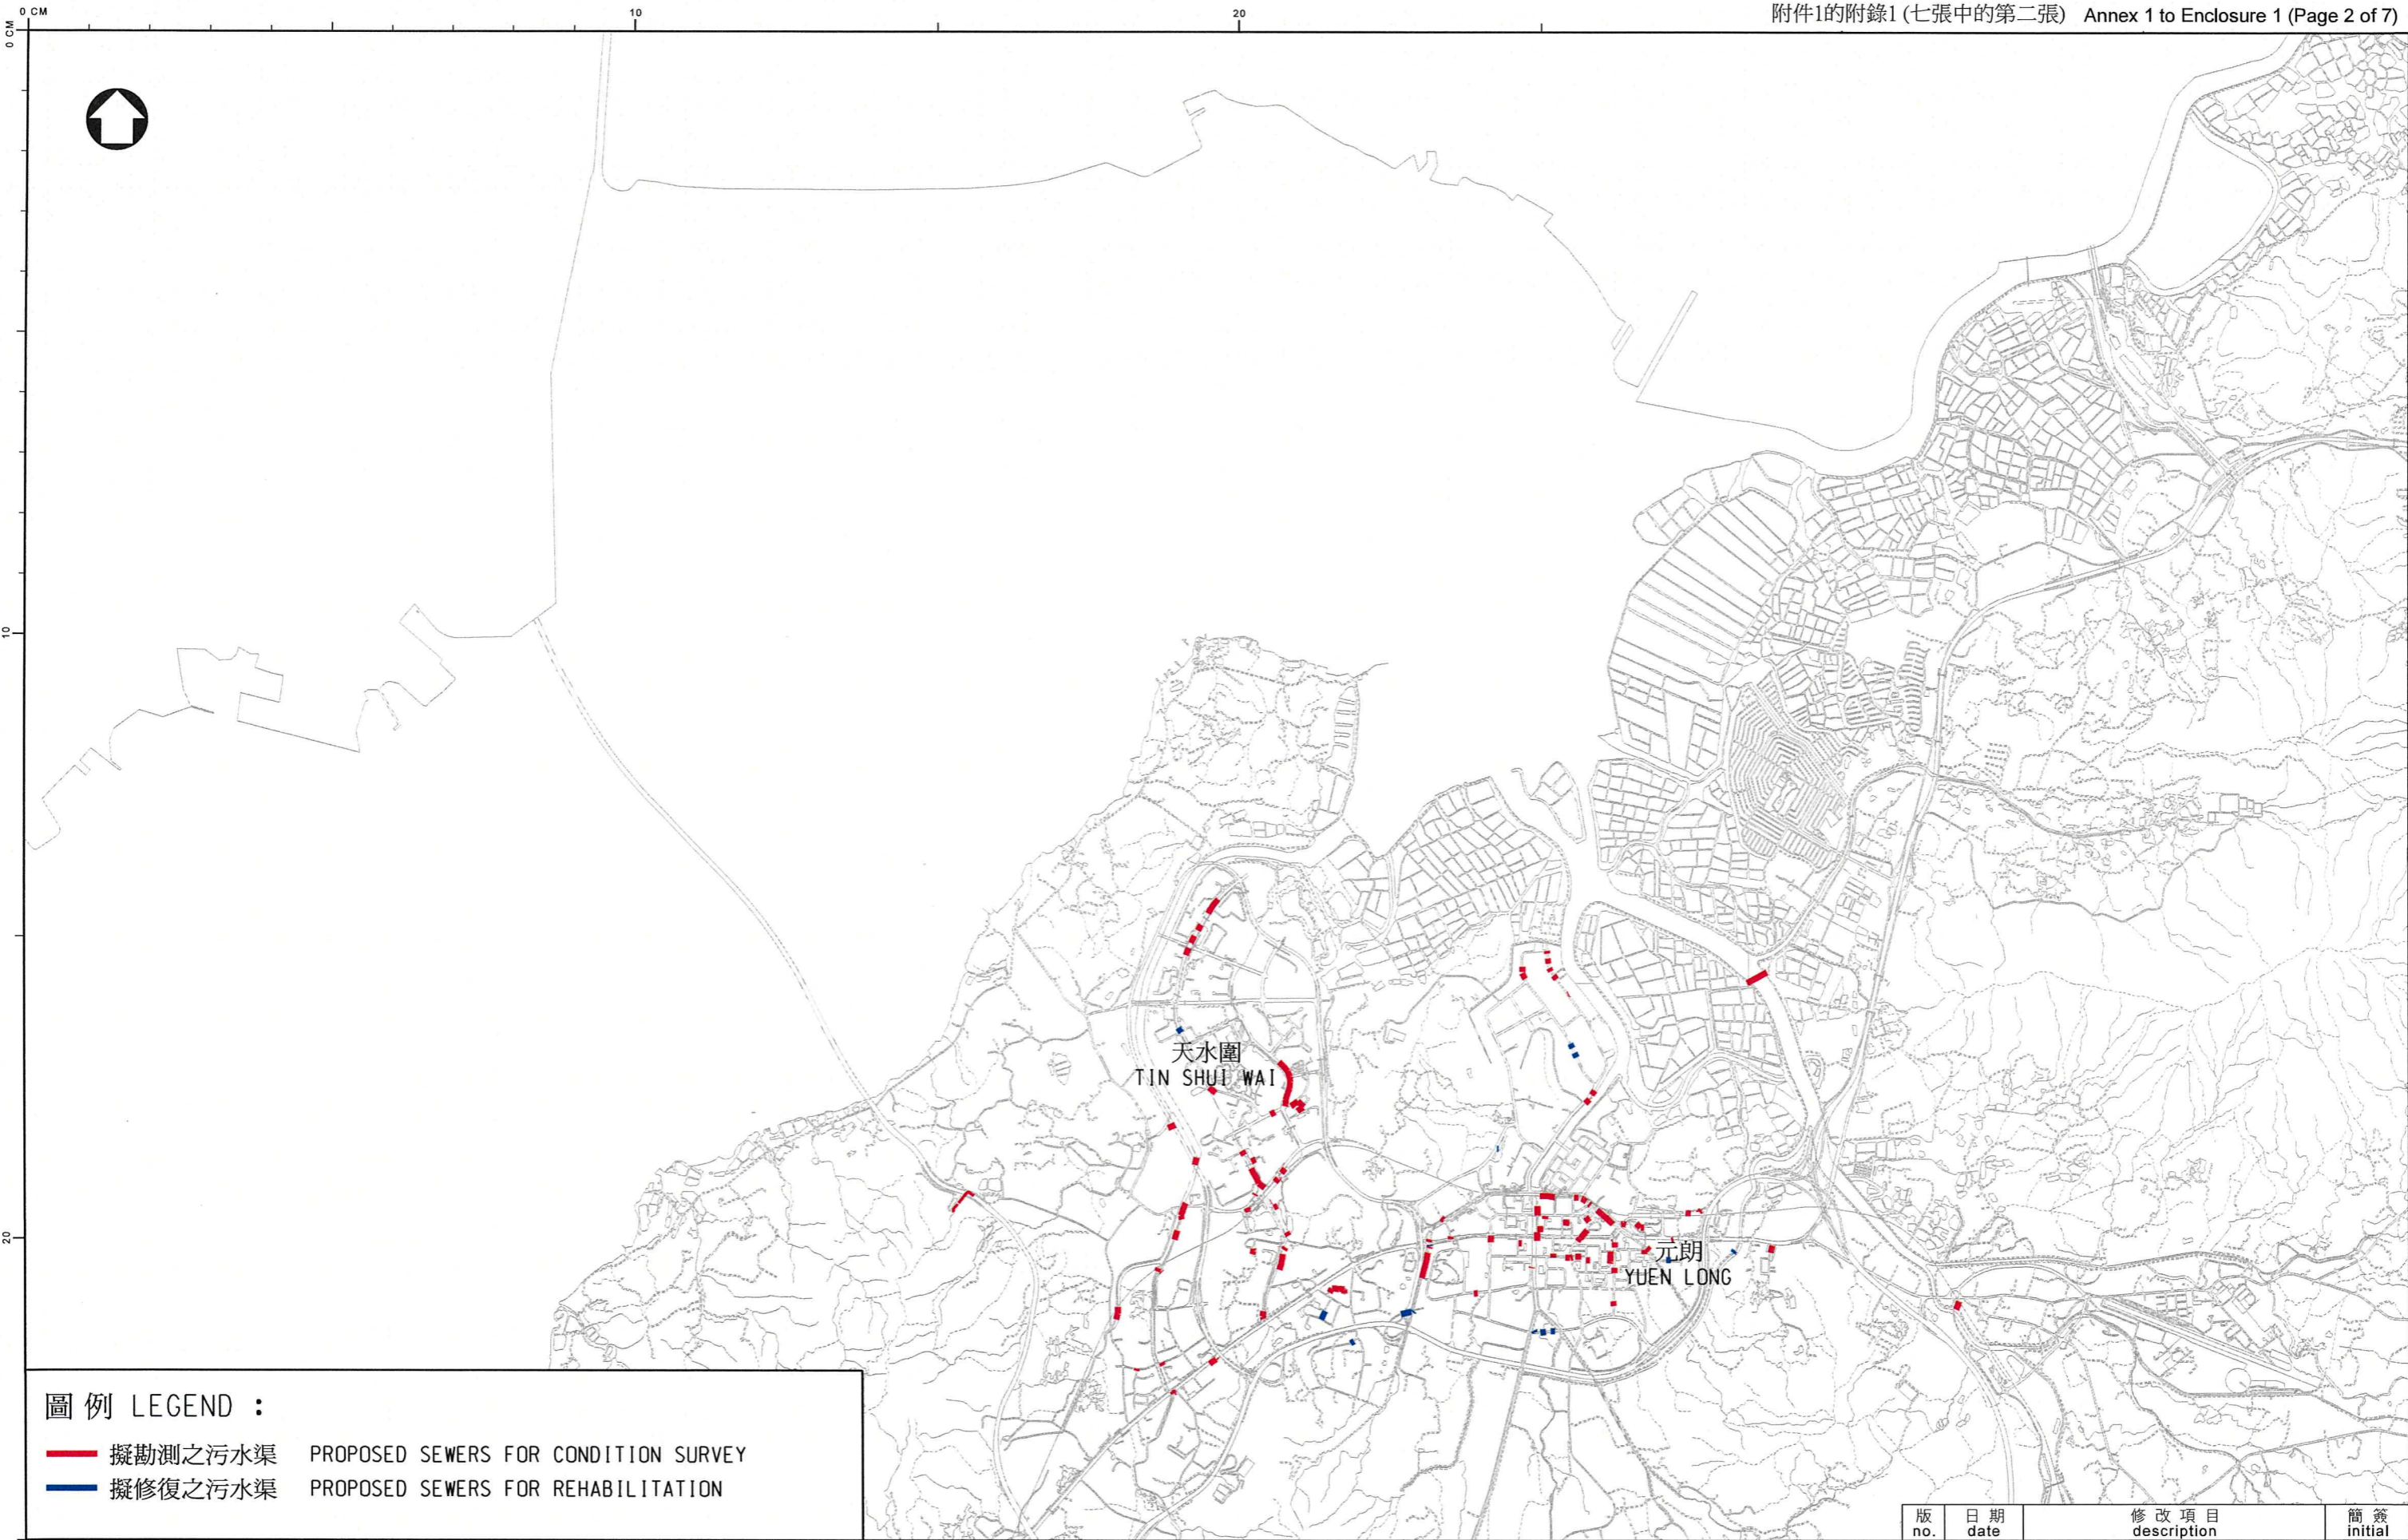 附件1的附錄1 (七張中的第二張) Annex 1 to Enclosure 1 (Page 2 of 7)
0 CM
10
20
0 CM
10
20
天水圍
TIN SHUI WAI
元朗
YUEN LONG
圖 例 LEGEND :
擬勘測之污水渠 PROPOSED SEWERS FOR CONDITION SURVEY
擬修復之污水渠 PROPOSED SEWERS FOR REHABILITATION
版 日 期 修 改 項 目 簡 簽
no. date description initial